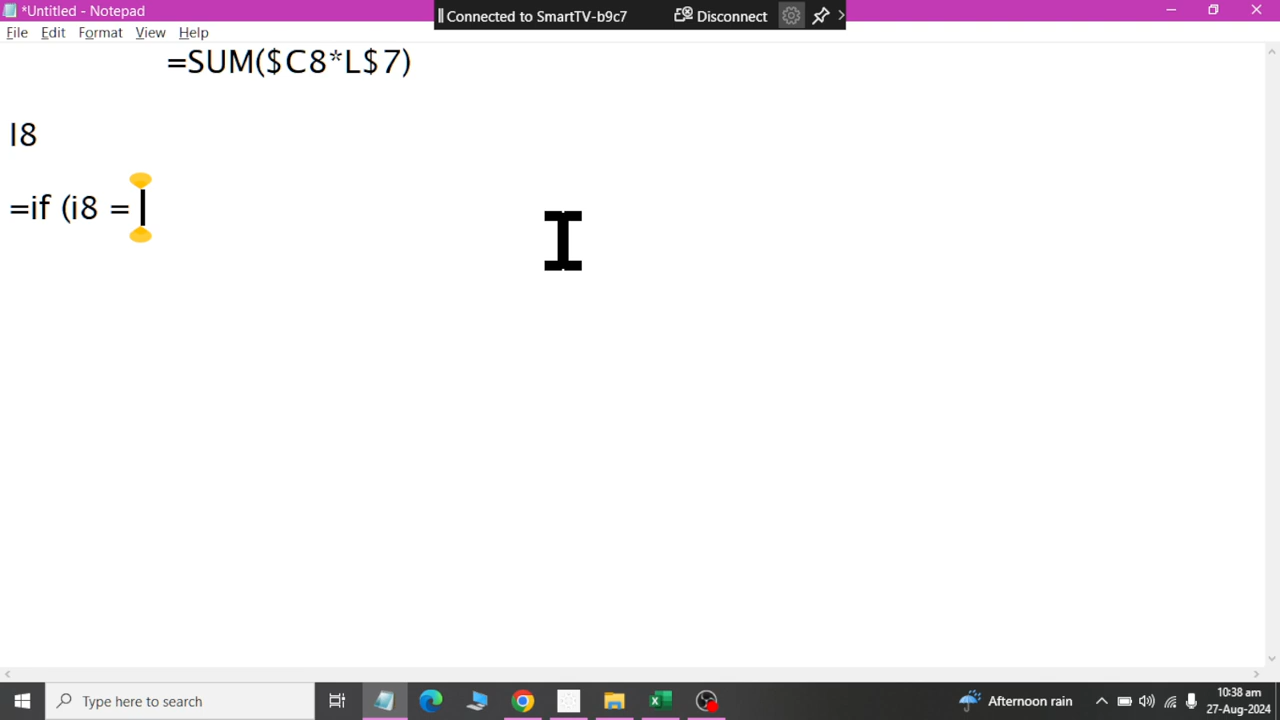 *Untitled - Notepad
Connected to SmartTV-b9c7
Disconnect
File Edit Format View Help
=SUM($C8*L$7)
I8
=if (i8 =
Type here to search
Afternoon rain
10:38 am
27-Aug-2024